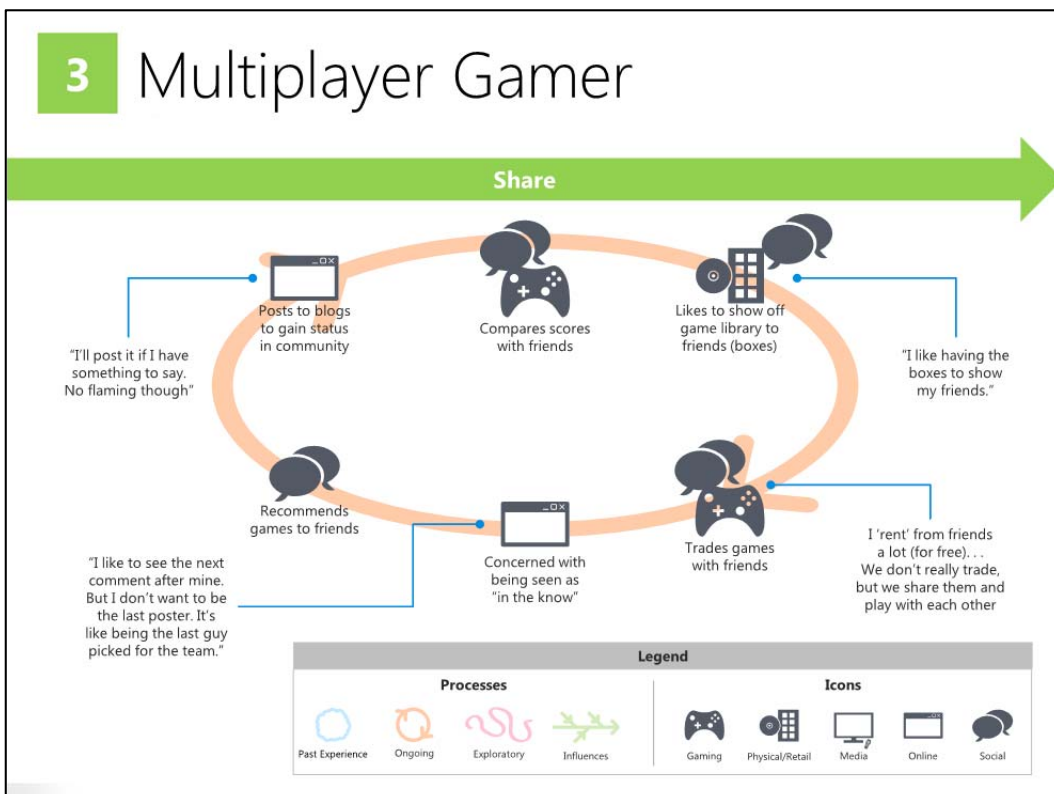 3 Multiplayer Gamer
Share
Posts to blogs
to gain status
in community
Compares scores
with friends
Likes to show off
game library to
friends (boxes)
"I'll post it if I have
something to say.
No flaming though"
"I like having the
boxes to show
my friends."
Recommends
games to friends
Concerned with
being seen as
"in the know"
Trades games
with friends
"I like to see the next
comment after mine.
But I don't want to be
the last poster. It's
like being the last guy
picked for the team."
I 'rent' from friends
a lot (for free). . .
We don't really trade,
but we share them and
play with each other
Legend
Processes
Past Experience
Ongoing
Exploratory
Influences
Icons
Gaming
Physical/Retail
Media
Online
Social